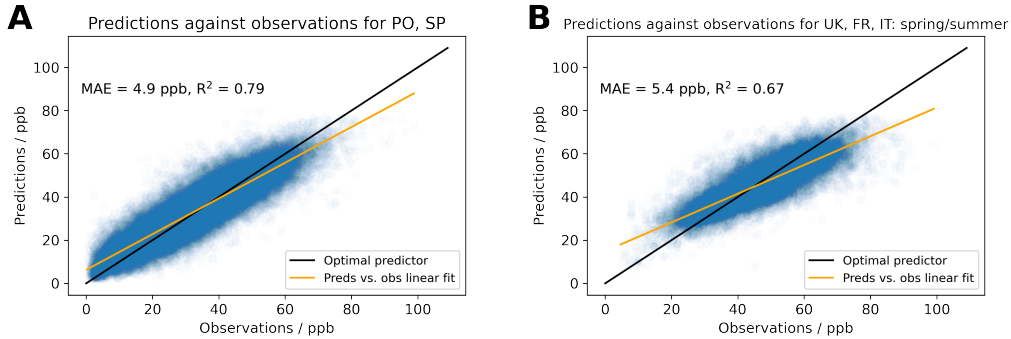 A
Predictions against observations for PO, SP
MAE = 4.9 ppb, R² = 0.79
Predictions / ppb
100
80
60
40
20
0
0 20 40 60 80 100
Observations / ppb
Optimal predictor
Preds vs. obs linear fit
B
Predictions against observations for UK, FR, IT: spring/summer
MAE = 5.4 ppb, R² = 0.67
Predictions / ppb
100
80
60
40
20
0
0 20 40 60 80 100
Observations / ppb
Optimal predictor
Preds vs. obs linear fit